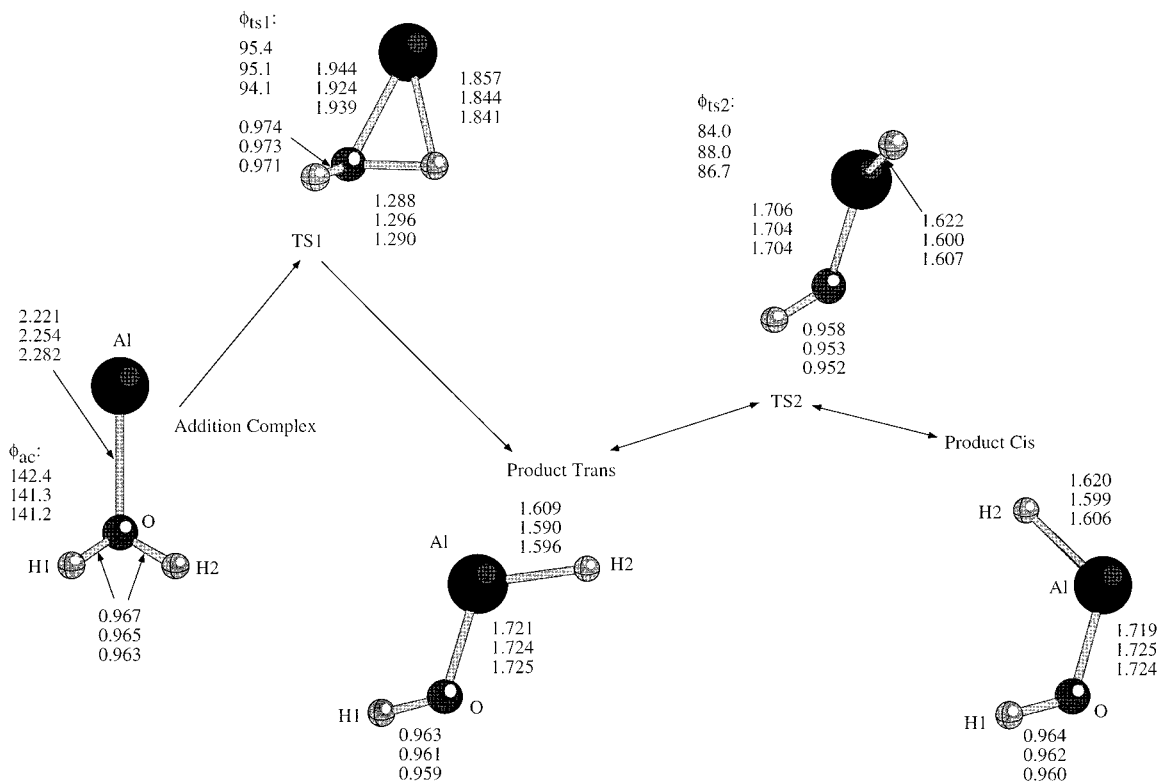 ϕts1:
95.4
95.1
94.1
1.944
1.924
1.939
1.857
1.844
1.841
0.974
0.973
0.971
1.288
1.296
1.290
TS1
ϕts2:
84.0
88.0
86.7
1.706
1.704
1.704
1.622
1.600
1.607
0.958
0.953
0.952
TS2
2.221
2.254
2.282
Al
Addition Complex
ϕac:
142.4
141.3
141.2
O
H1
H2
0.967
0.965
0.963
Product Trans
1.609
1.590
1.596
Al
H2
1.721
1.724
1.725
H1
O
0.963
0.961
0.959
Product Cis
1.620
1.599
1.606
H2
Al
1.719
1.725
1.724
H1
O
0.964
0.962
0.960